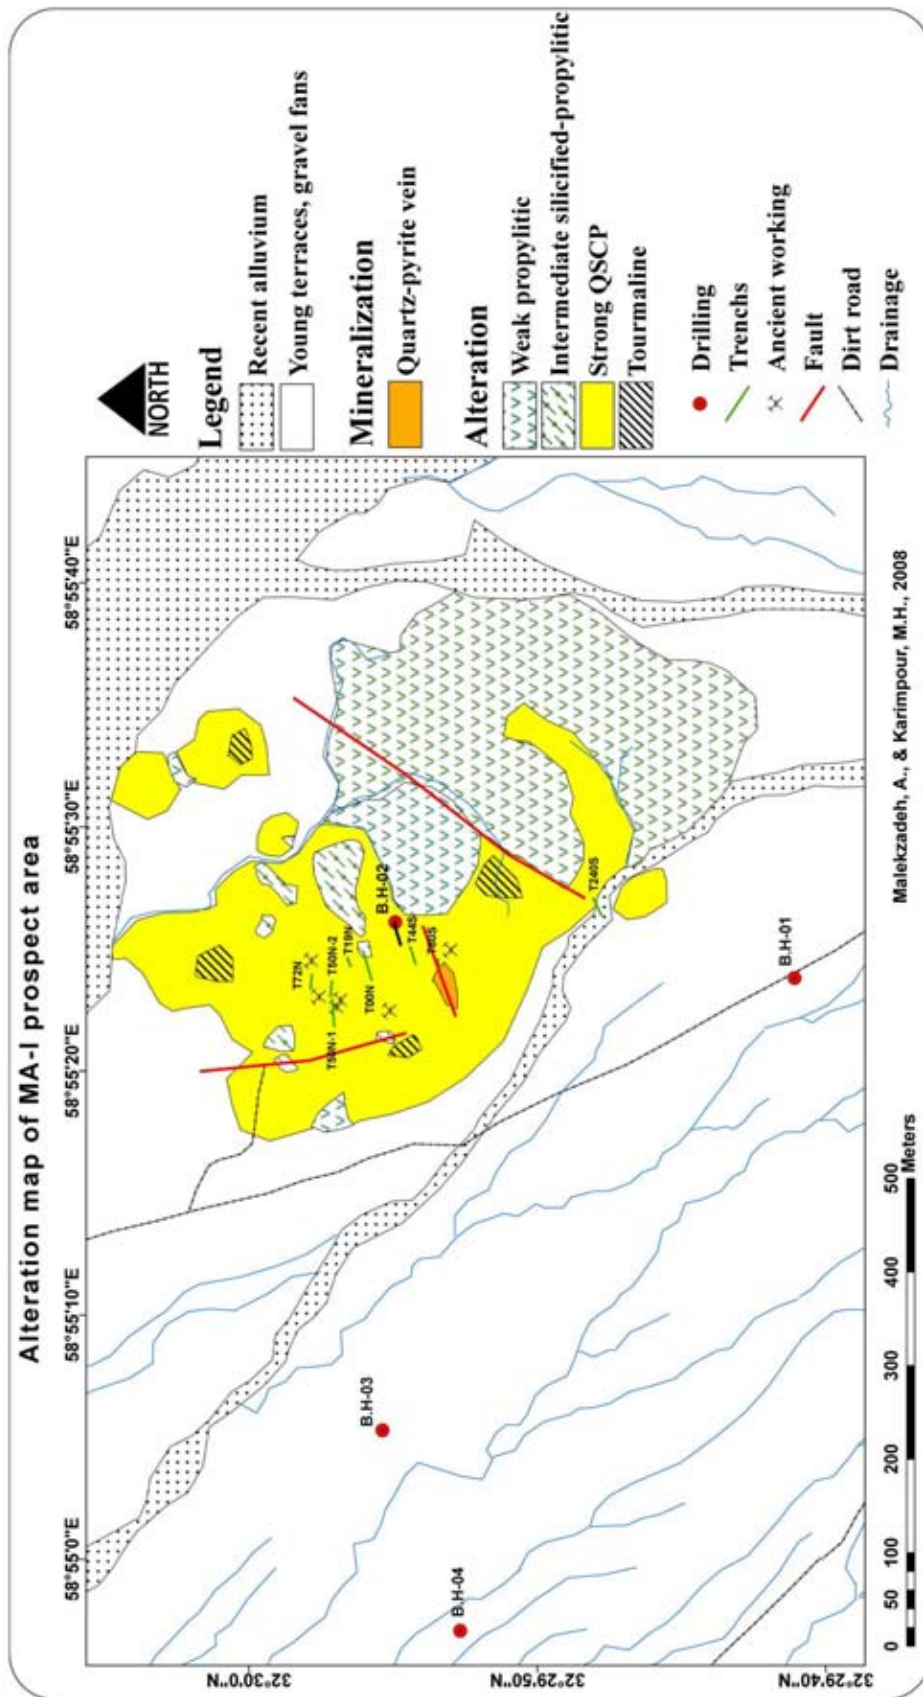 Alteration map of MA-I prospect area
58°55'0"E
58°55'10"E
58°55'20"E
58°55'30"E
58°55'40"E
32°30'0"N
32°29'50"N
32°29'40"N
B.H-04
B.H-03
B.H-01
B.H-02
T72N
T50N-2
T50N-1
T19N
T00N
T44S
T80S
T240S
NORTH
Legend
Recent alluvium
Young terraces, gravel fans
Mineralization
Quartz-pyrite vein
Alteration
Weak propylitic
Intermediate silicified-propylitic
Strong QSCP
Tourmaline
Drilling
Trenchs
Ancient working
Fault
Dirt road
Drainage
0 50 100 200 300 400 500
Meters
Malekzadeh, A., & Karimpour, M.H., 2008